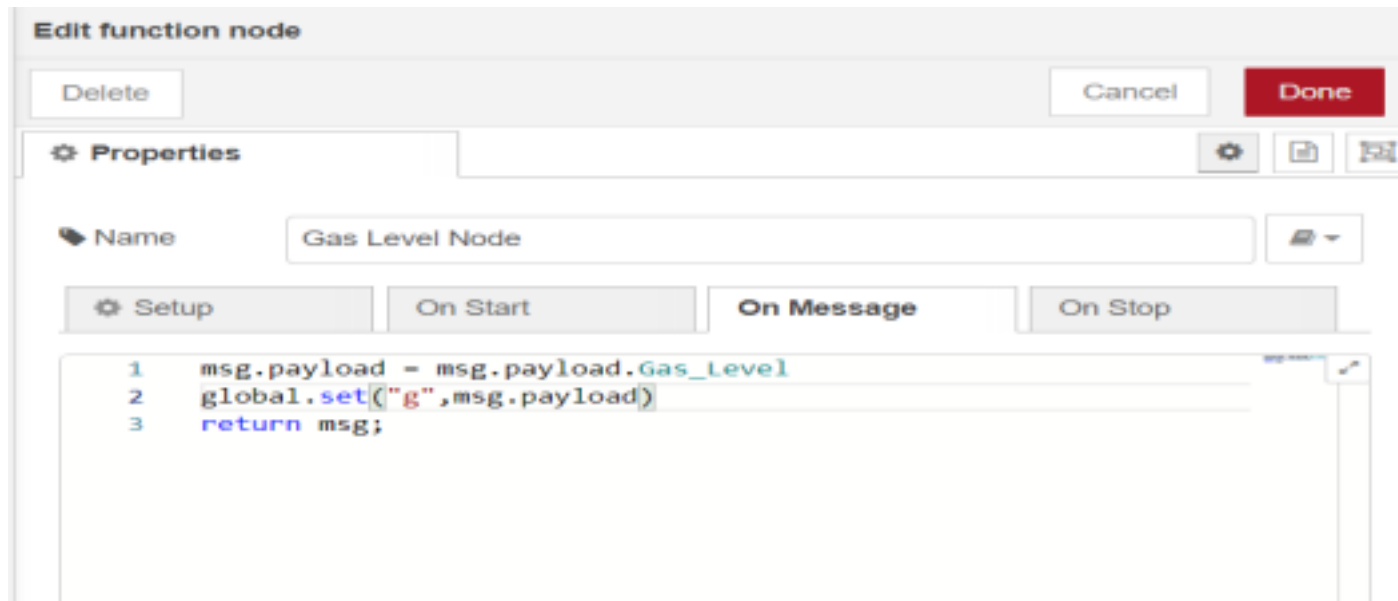 Edit function node
Delete
Cancel
Done
Properties
Name
Gas Level Node
Setup
On Start
On Message
On Stop
1 msg.payload = msg.payload.Gas_Level
2 global.set("g",msg.payload)
3 return msg;